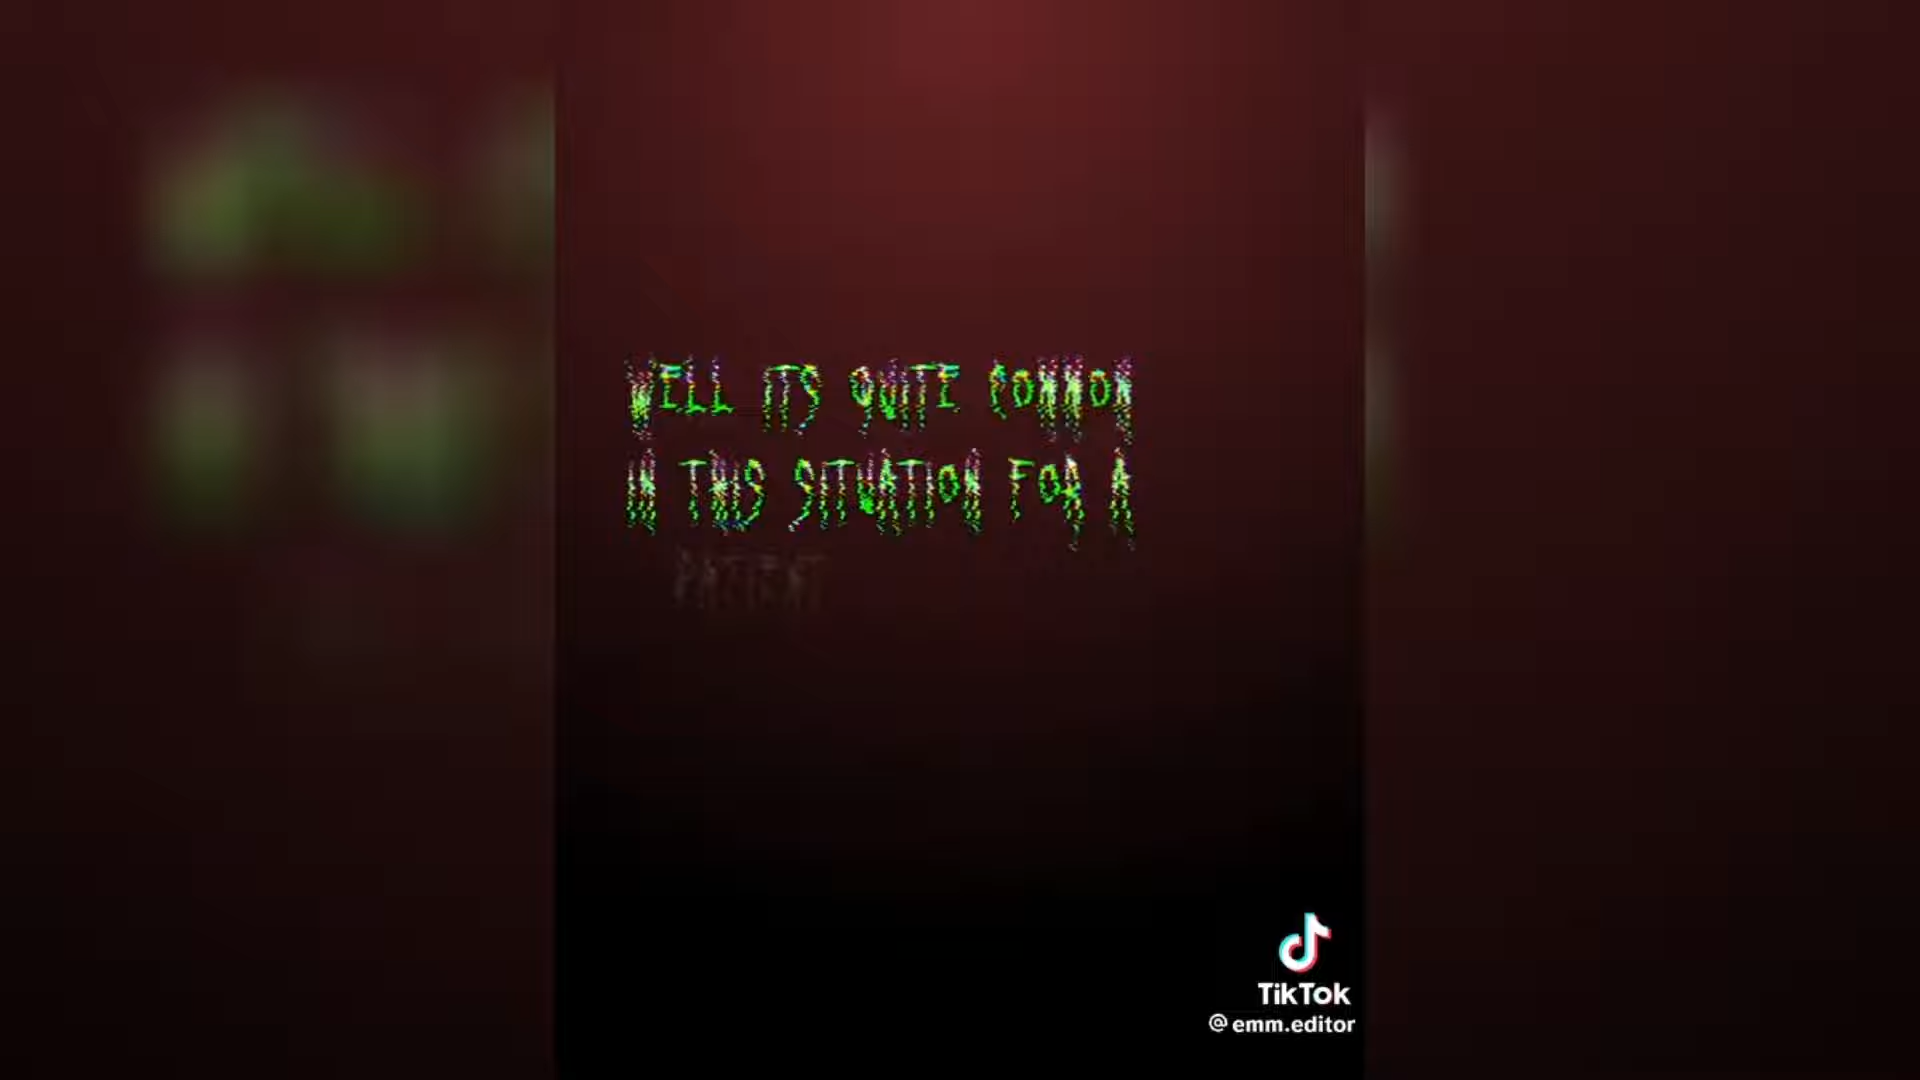 WELL ITS QUITE COMMON
IN THIS SITUATION FOR A
PATIENT
TikTok
@emm.editor